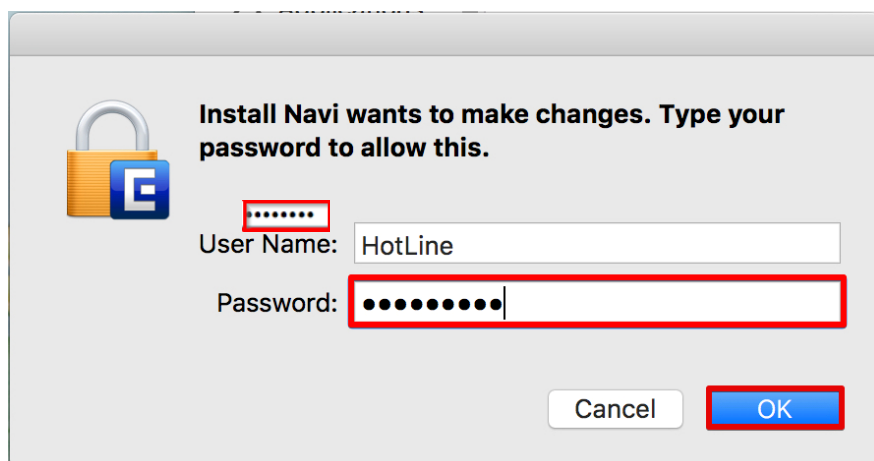 Install Navi wants to make changes. Type your
password to allow this.
••••••••
User Name: HotLine
Password: •••••••••
Cancel OK